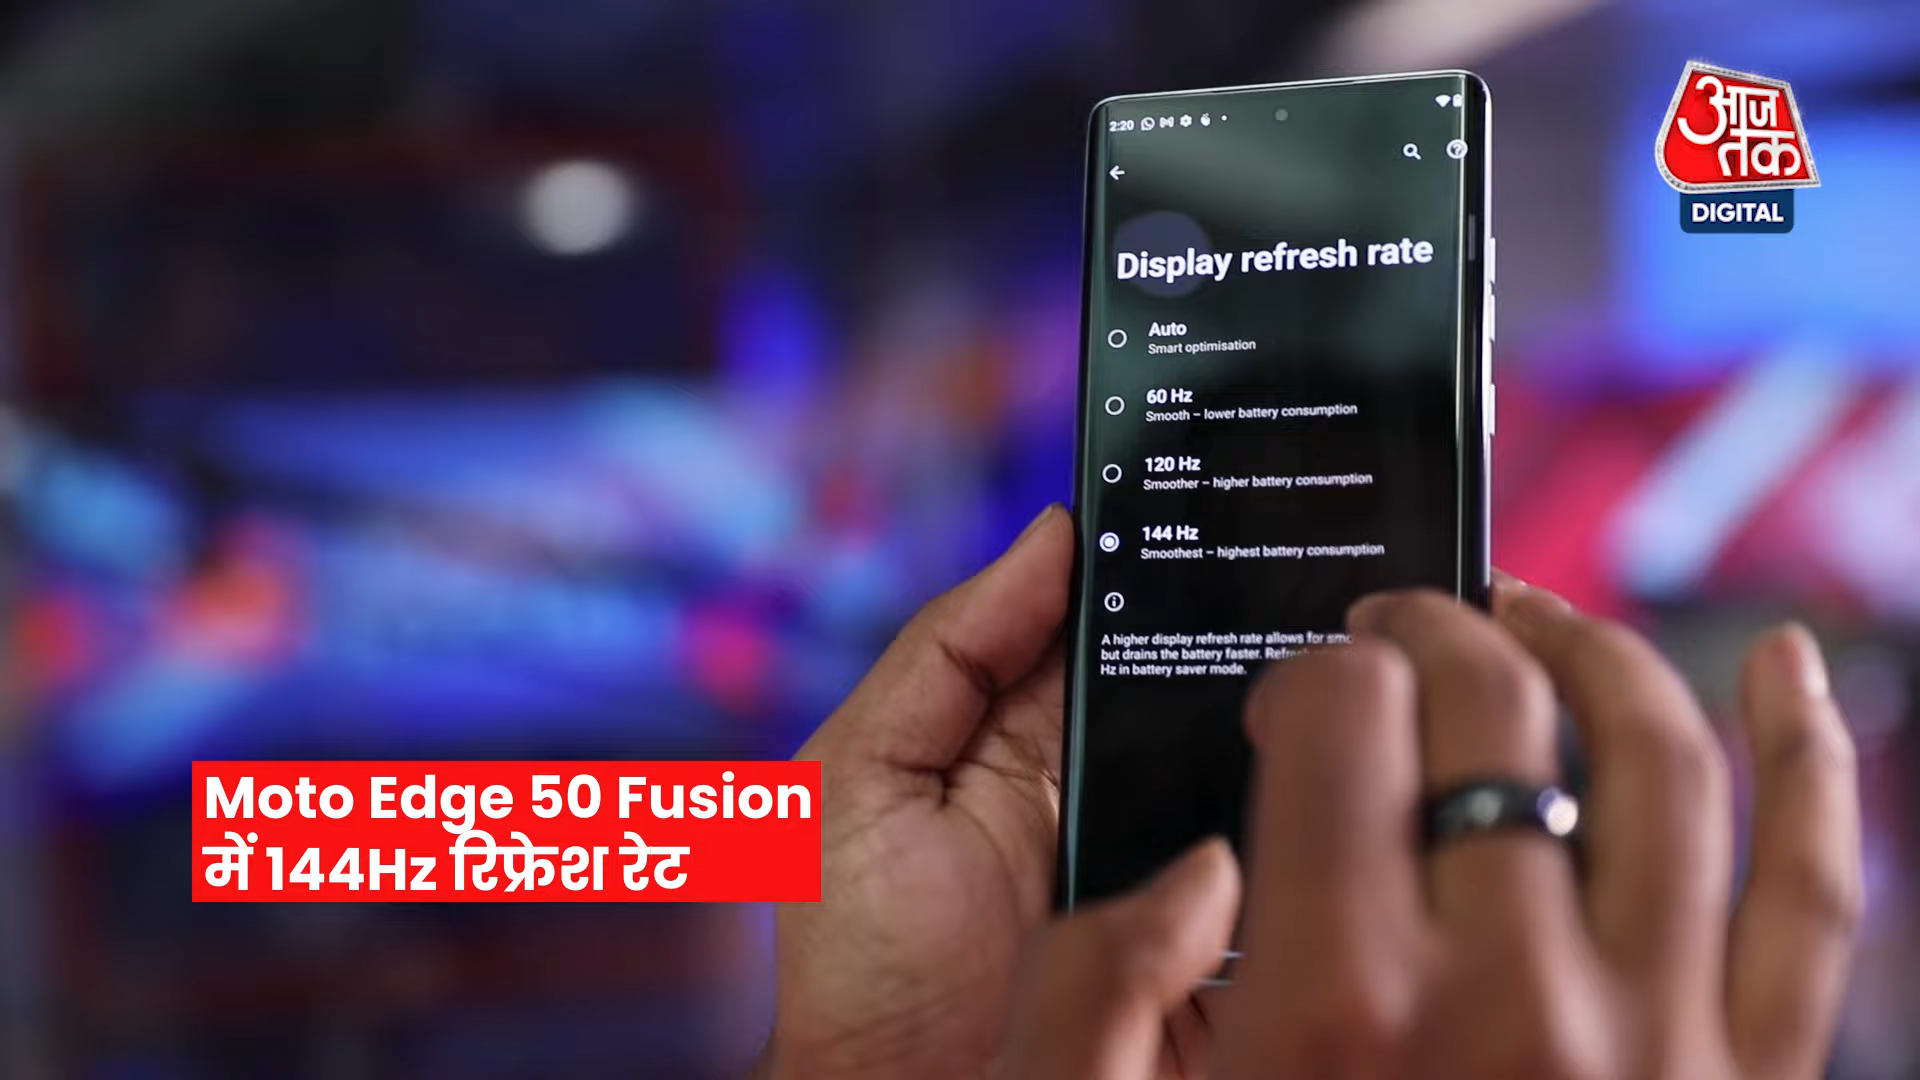 आज
तक
DIGITAL
2:20
Display refresh rate
Auto
Smart optimisation
60 Hz
Smooth – lower battery consumption
120 Hz
Smoother – higher battery consumption
144 Hz
Smoothest – highest battery consumption
A higher display refresh rate allows for
but drains the battery faster.
Hz in battery saver mode.
Moto Edge 50 Fusion
में 144Hz रिफ्रेश रेट